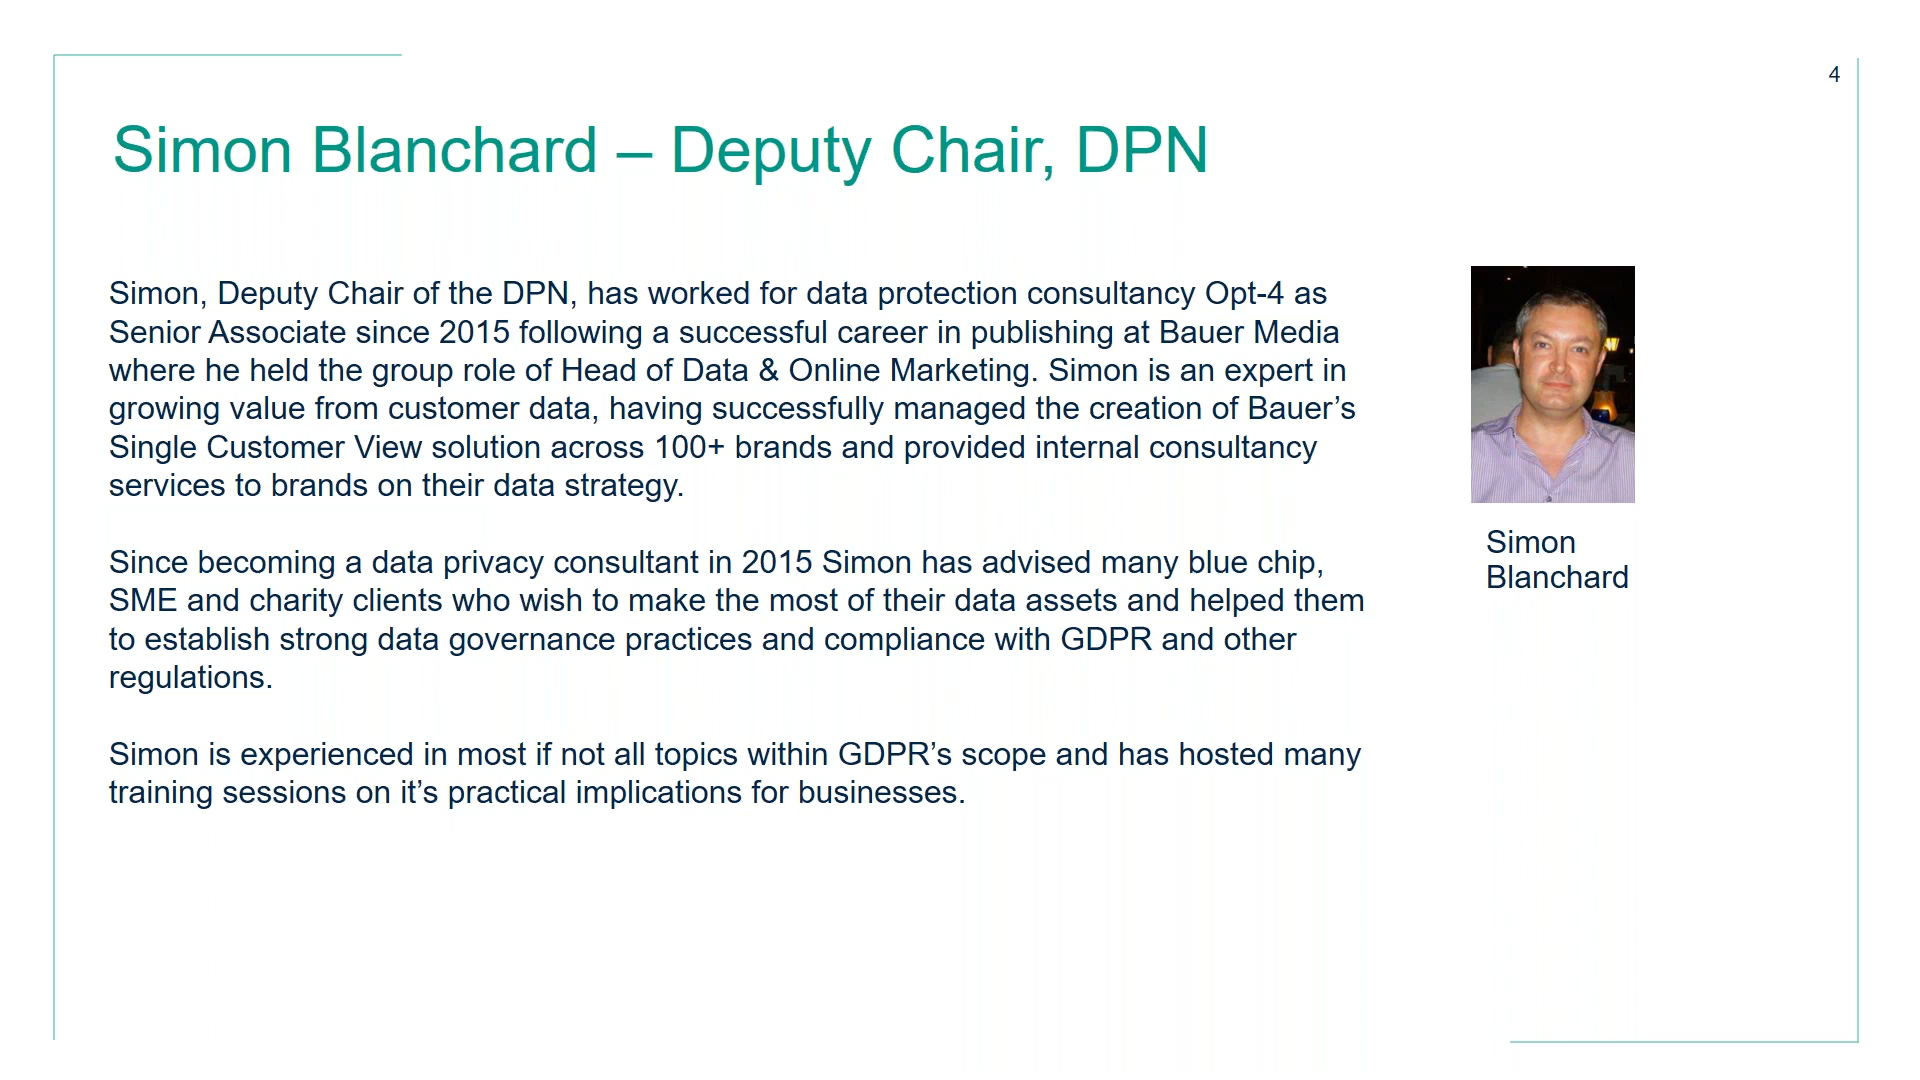 4
Simon Blanchard – Deputy Chair, DPN
Simon, Deputy Chair of the DPN, has worked for data protection consultancy Opt-4 as
Senior Associate since 2015 following a successful career in publishing at Bauer Media
where he held the group role of Head of Data & Online Marketing. Simon is an expert in
growing value from customer data, having successfully managed the creation of Bauer’s
Single Customer View solution across 100+ brands and provided internal consultancy
services to brands on their data strategy.
Since becoming a data privacy consultant in 2015 Simon has advised many blue chip,
SME and charity clients who wish to make the most of their data assets and helped them
to establish strong data governance practices and compliance with GDPR and other
regulations.
Simon is experienced in most if not all topics within GDPR’s scope and has hosted many
training sessions on it’s practical implications for businesses.
Simon
Blanchard